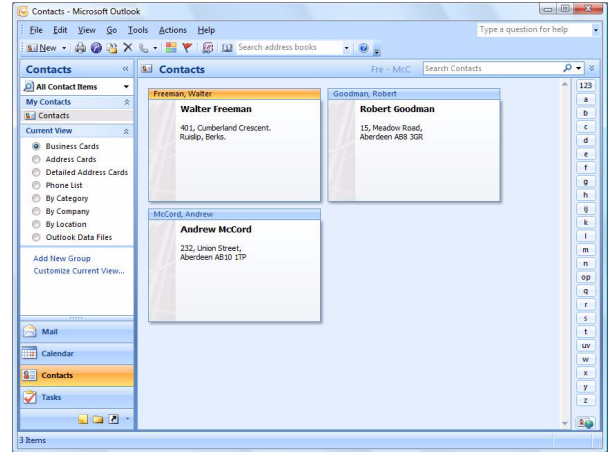 Contacts - Microsoft Outlook
File Edit View Go Tools Actions Help
Type a question for help
New
Search address books
Contacts
All Contact Items
My Contacts
Contacts
Current View
Business Cards
Address Cards
Detailed Address Cards
Phone List
By Category
By Company
By Location
Outlook Data Files
Add New Group
Customize Current View...
Mail
Calendar
Contacts
Tasks
Contacts
Fre - McC
Search Contacts
Freeman, Walter
Walter Freeman
401, Cumberland Crescent.
Ruislip, Berks.
Goodman, Robert
Robert Goodman
15, Meadow Road,
Aberdeen AB8 3GR
McCord, Andrew
Andrew McCord
232, Union Street,
Aberdeen AB10 1TP
123
a
b
c
d
e
f
g
h
ij
k
l
m
n
op
q
r
s
t
uv
w
x
y
z
3 Items